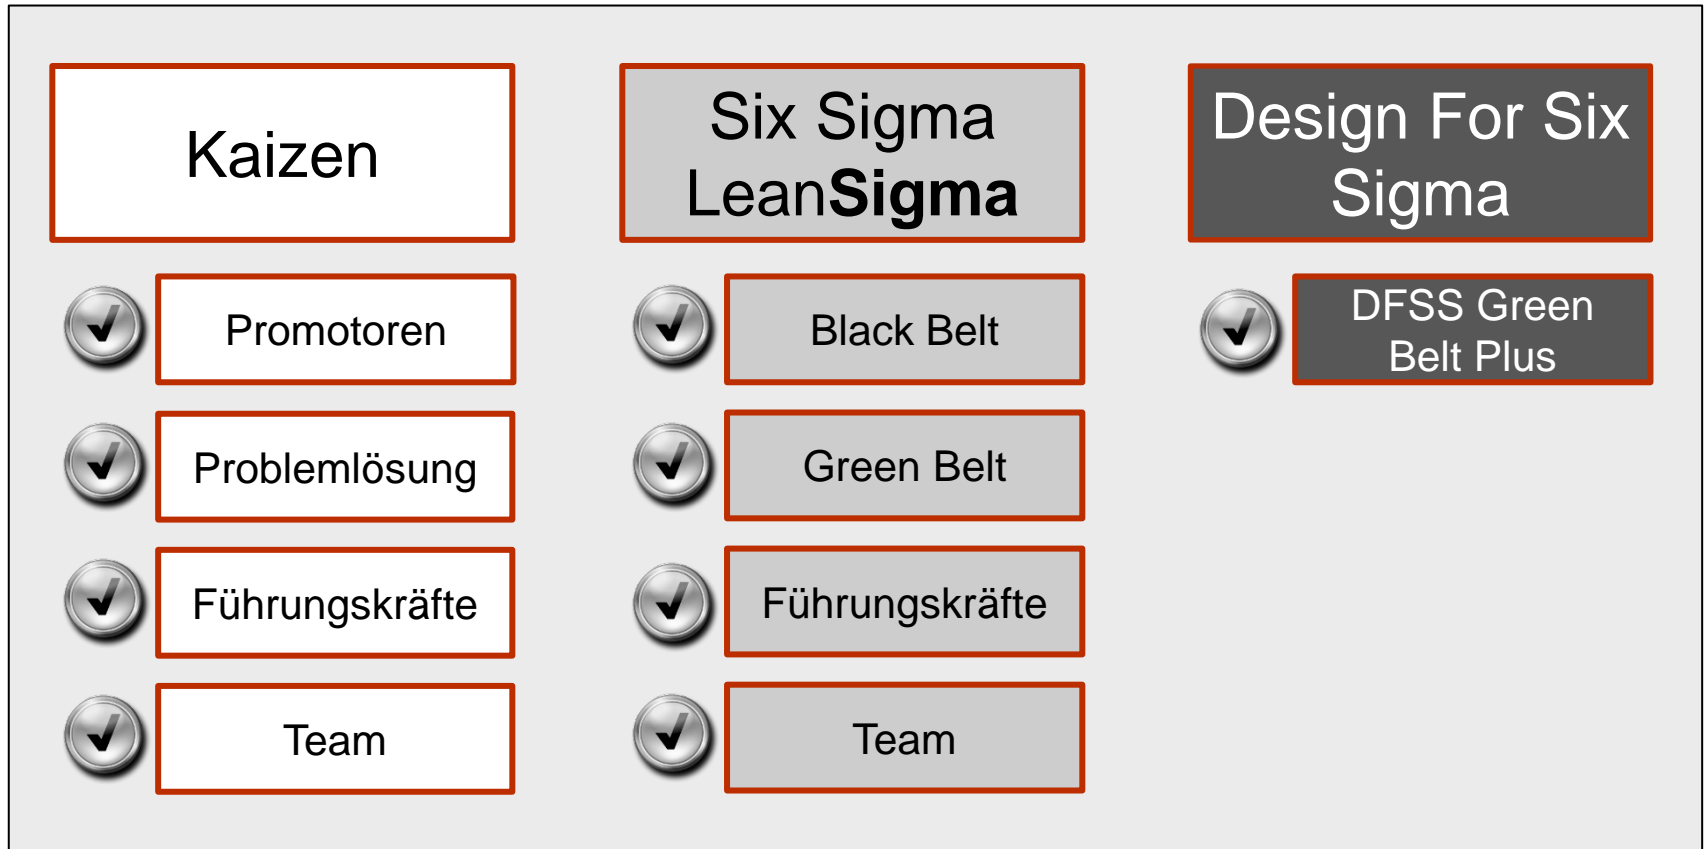 Kaizen
Promotoren
Problemlösung
Führungskräfte
Team
Six Sigma
LeanSigma
Black Belt
Green Belt
Führungskräfte
Team
Design For Six
Sigma
DFSS Green
Belt Plus